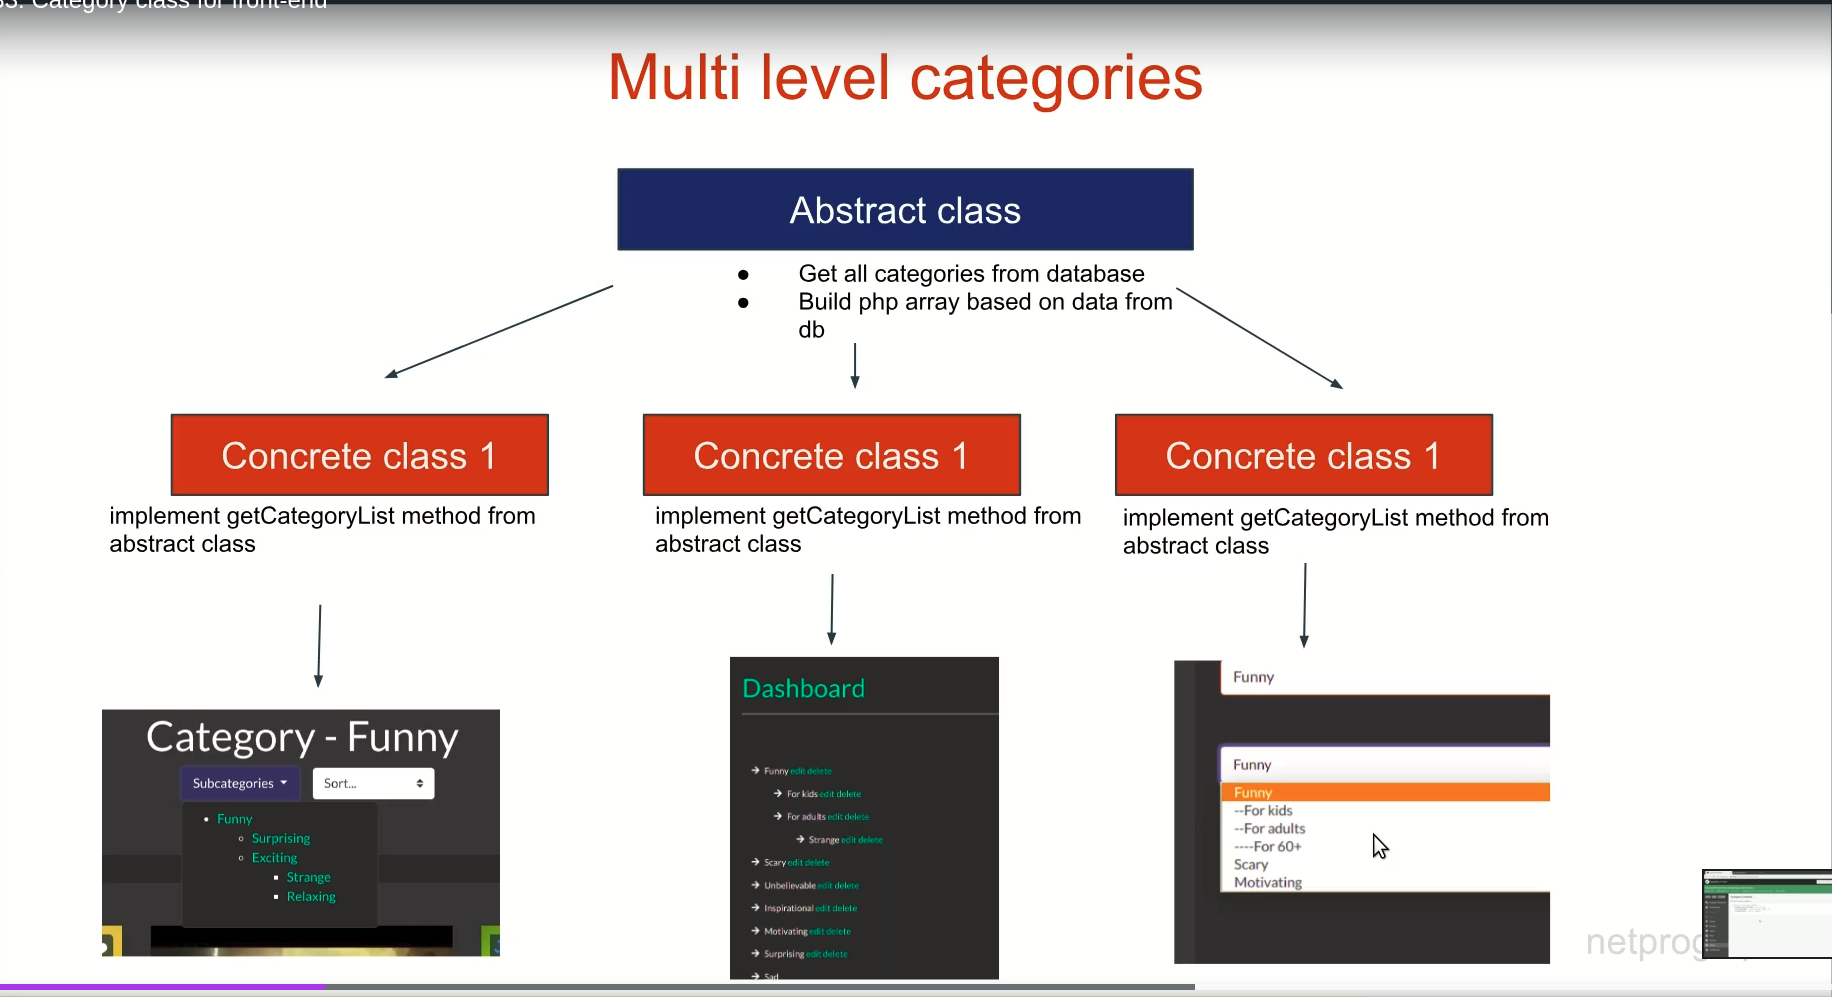 Category class for front-end
Multi level categories
Abstract class
● Get all categories from database
● Build php array based on data from
db
Concrete class 1
implement getCategoryList method from
abstract class
Concrete class 1
implement getCategoryList method from
abstract class
Concrete class 1
implement getCategoryList method from
abstract class
Category - Funny
Subcategories
Sort...
Funny
Surprising
Exciting
Strange
Relaxing
Dashboard
Funny edit delete
For kids edit delete
For adults edit delete
Strange edit delete
Scary edit delete
Unbelievable edit delete
Inspirational edit delete
Motivating edit delete
Surprising edit delete
Sad
Funny
Funny
Funny
--For kids
--For adults
----For 60+
Scary
Motivating